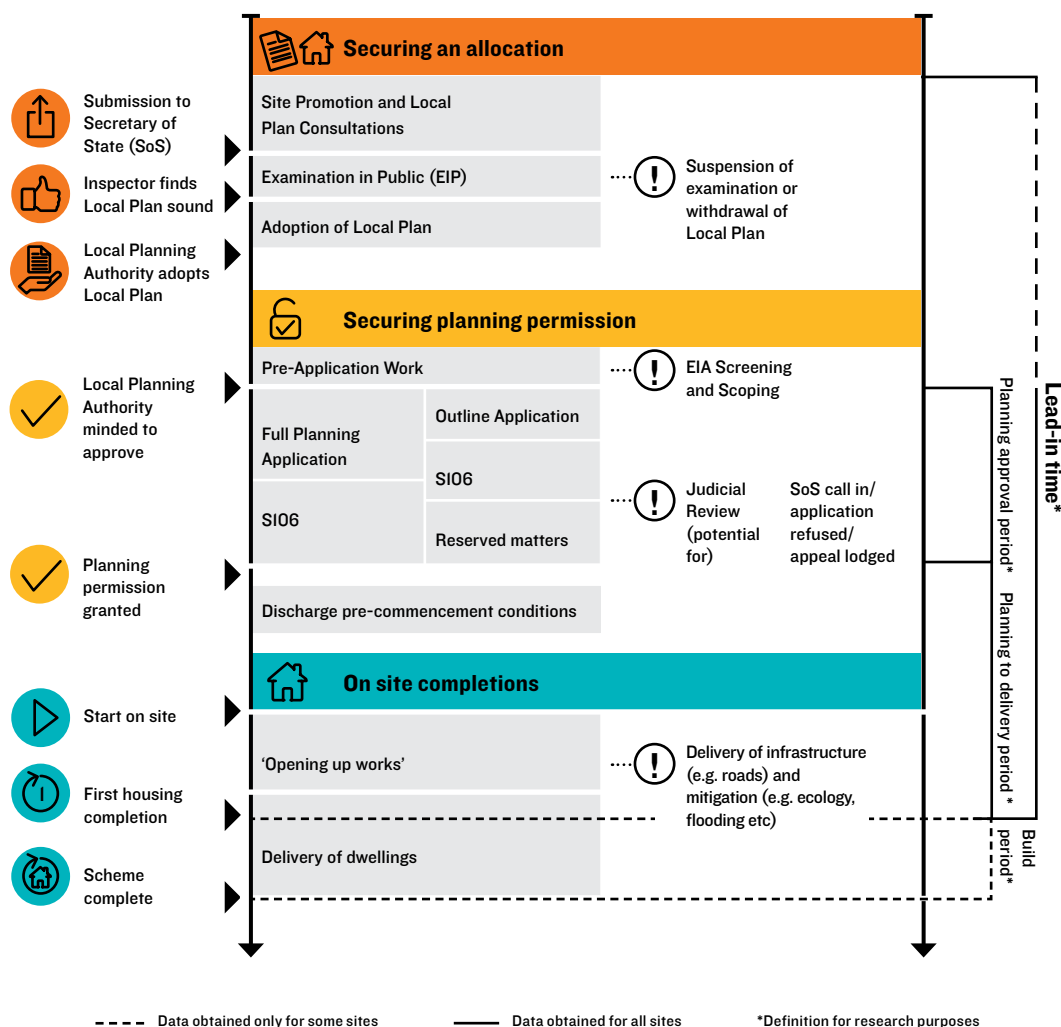 Securing an allocation
Submission to
Secretary of
State (SoS)
Site Promotion and Local
Plan Consultations
Inspector finds
Local Plan sound
Examination in Public (EIP)
Suspension of
examination or
withdrawal of
Local Plan
Adoption of Local Plan
Local Planning
Authority adopts
Local Plan
Securing planning permission
Pre-Application Work
EIA Screening
and Scoping
Local Planning
Authority
minded to
approve
Full Planning
Application
Outline Application
S106
S106
Reserved matters
Judicial
Review
(potential
for)
SoS call in/
application
refused/
appeal lodged
Planning
permission
granted
Discharge pre-commencement conditions
On site completions
Start on site
'Opening up works'
Delivery of infrastructure
(e.g. roads) and
mitigation (e.g. ecology,
flooding etc)
First housing
completion
Delivery of dwellings
Scheme
complete
Lead-in time*
Planning approval period*
Planning to delivery period *
Build
period*
Data obtained only for some sites
Data obtained for all sites
*Definition for research purposes